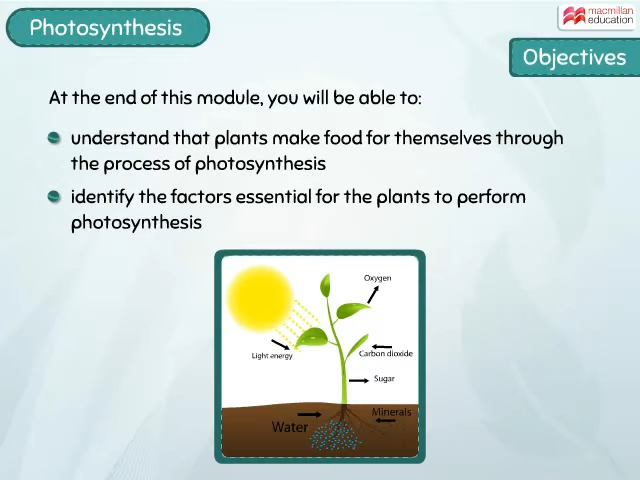 Photosynthesis
macmillan
education
Objectives
At the end of this module, you will be able to:
understand that plants make food for themselves through
the process of photosynthesis
identify the factors essential for the plants to perform
photosynthesis
Oxygen
Light energy
Carbon dioxide
Sugar
Minerals
Water